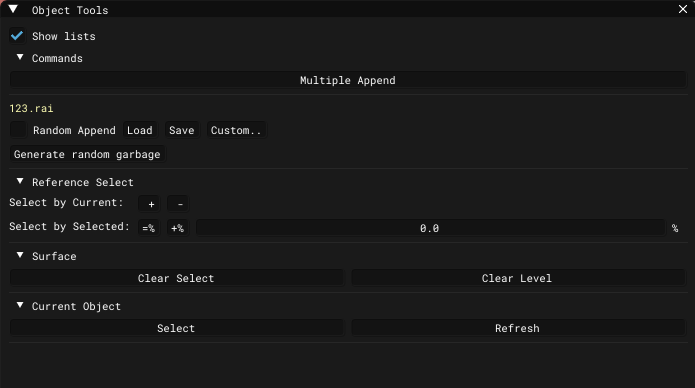 Object Tools
Show lists
Commands
Multiple Append
123.rai
Random Append Load Save Custom..
Generate random garbage
Reference Select
Select by Current: + -
Select by Selected: =% +% 0.0 %
Surface
Clear Select Clear Level
Current Object
Select Refresh